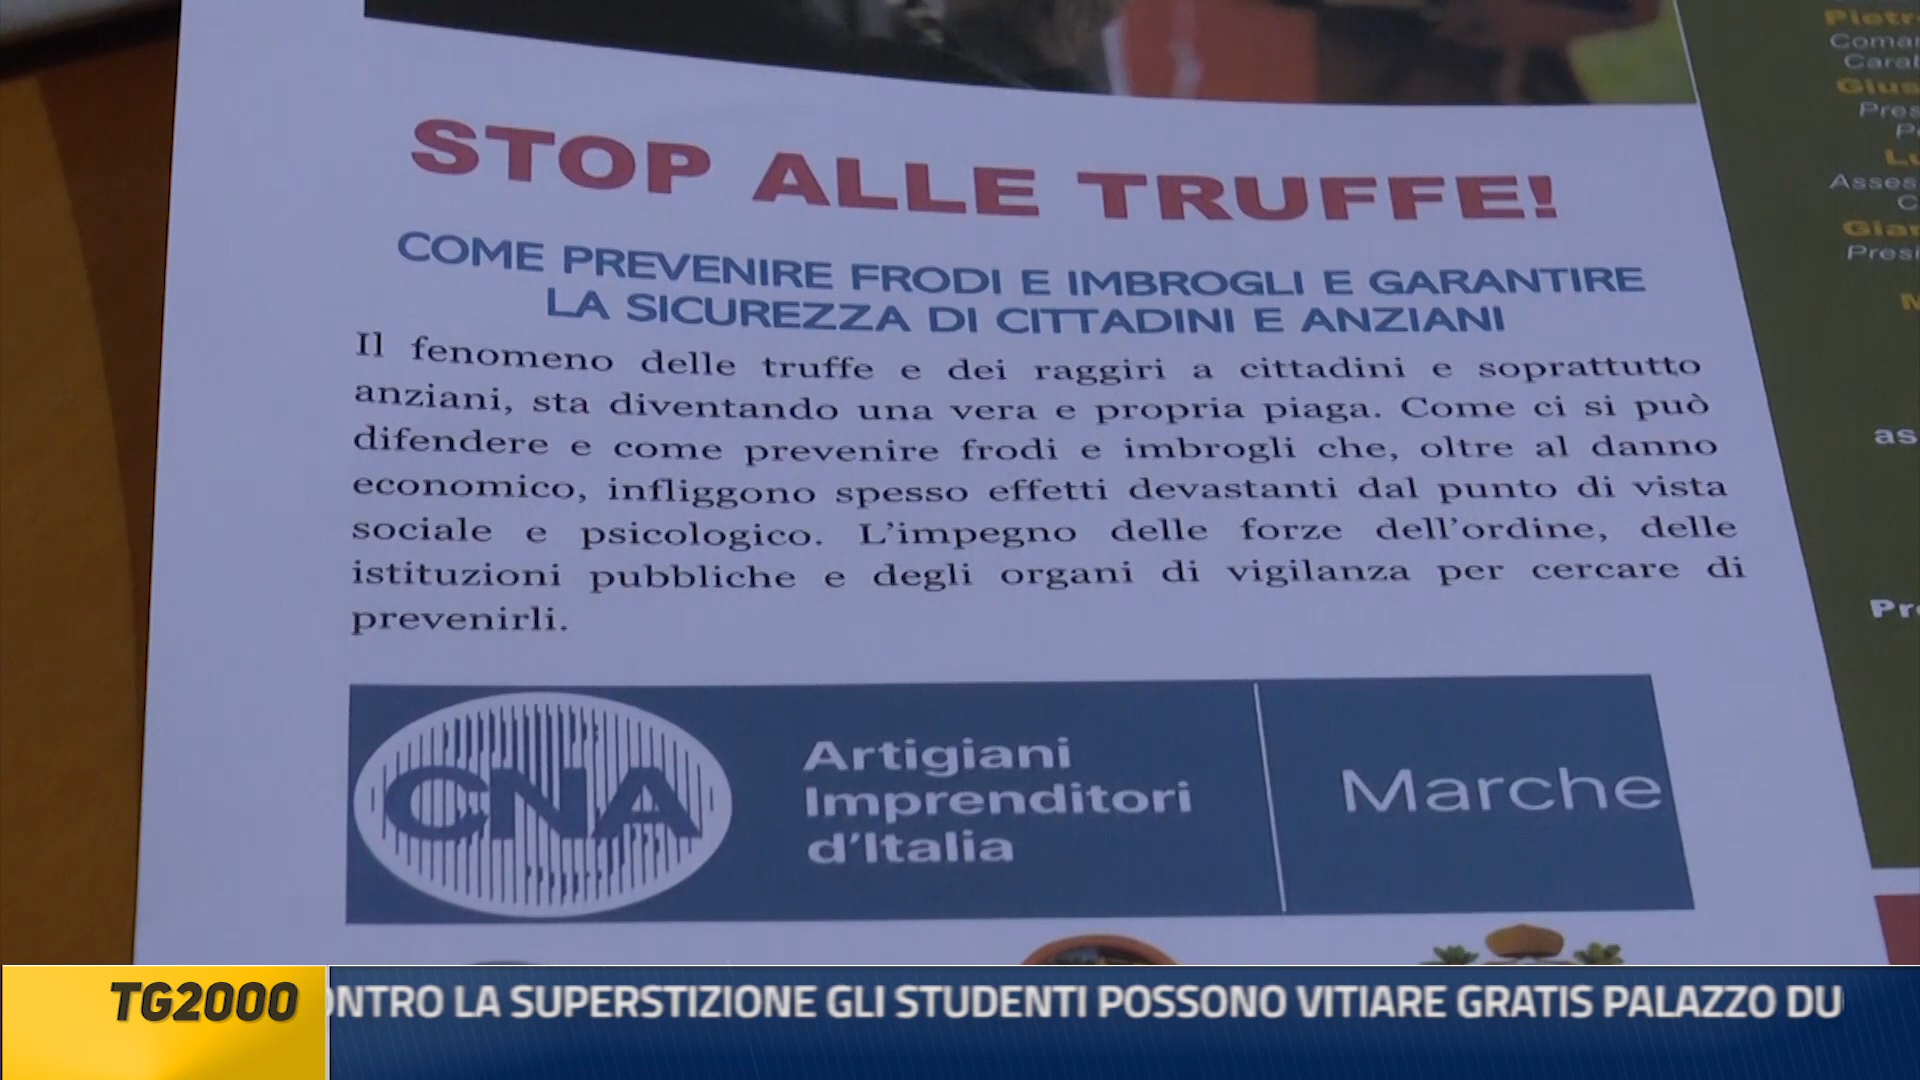 STOP ALLE TRUFFE!
COME PREVENIRE FRODI E IMBROGLI E GARANTIRE
LA SICUREZZA DI CITTADINI E ANZIANI
Il fenomeno delle truffe e dei raggiri a cittadini e soprattutto
anziani, sta diventando una vera e propria piaga. Come ci si può
difendere e come prevenire frodi e imbrogli che, oltre al danno
economico, infliggono spesso effetti devastanti dal punto di vista
sociale e psicologico. L'impegno delle forze dell'ordine, delle
istituzioni pubbliche e degli organi di vigilanza per cercare di
prevenirli.
CNA
Artigiani
Imprenditori
d'Italia
Marche
TG2000
ONTRO LA SUPERSTIZIONE GLI STUDENTI POSSONO VITIARE GRATIS PALAZZO DU